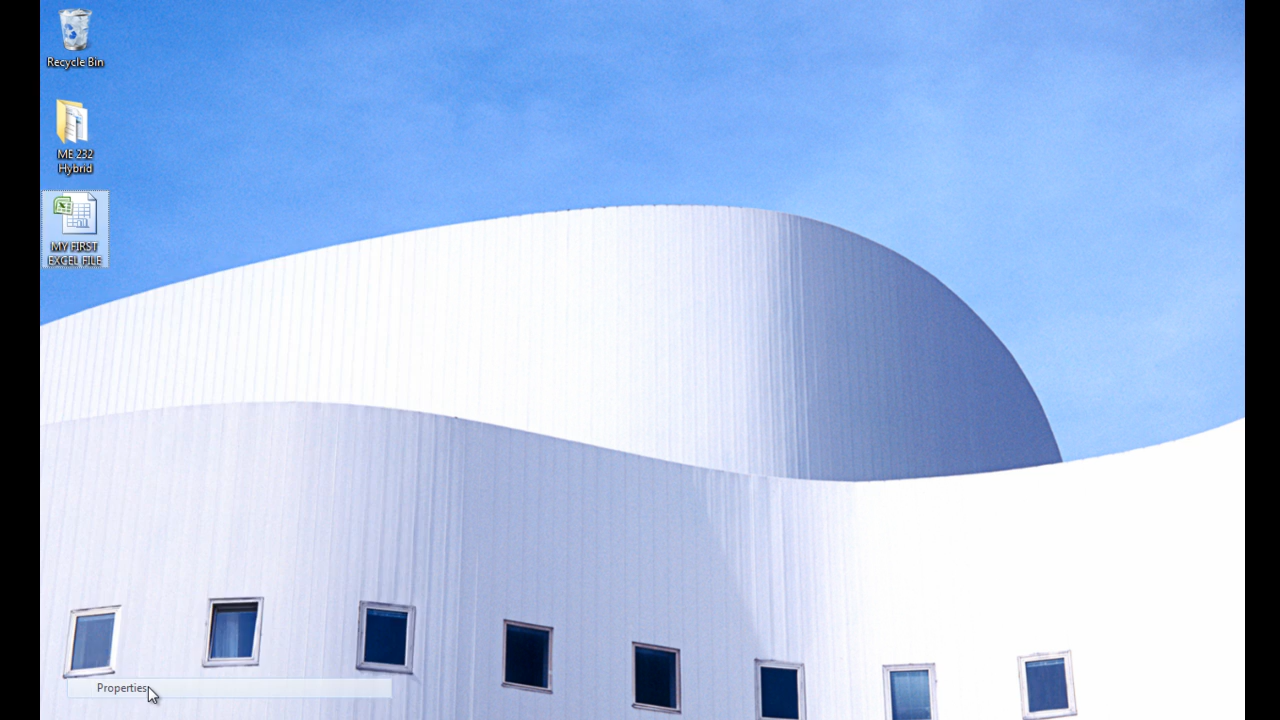 Recycle Bin
ME 232
Hybrid
MY FIRST
EXCEL FILE
Properties